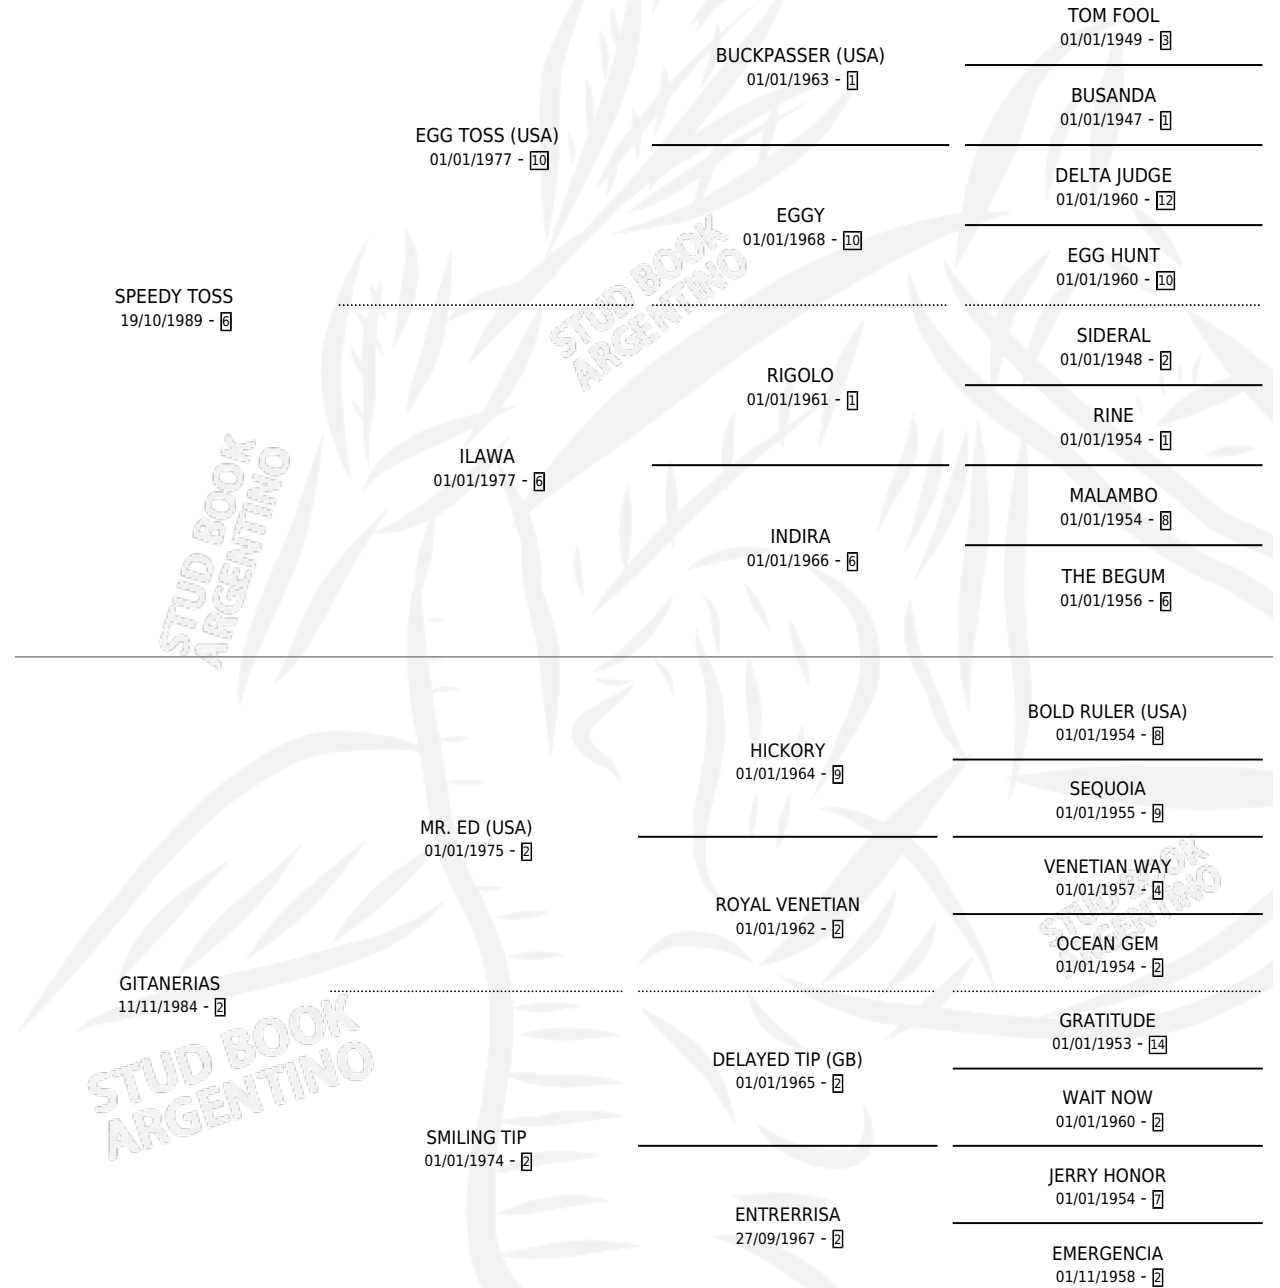 TOM FOOL
01/01/1949 - 3
BUCKPASSER (USA)
01/01/1963 - 1
BUSANDA
01/01/1947 - 1
EGG TOSS (USA)
01/01/1977 - 10
DELTA JUDGE
01/01/1960 - 12
EGGY
01/01/1968 - 10
EGG HUNT
01/01/1960 - 10
SPEEDY TOSS
19/10/1989 - 6
SIDERAL
01/01/1948 - 2
RIGOLO
01/01/1961 - 1
RINE
01/01/1954 - 1
ILAWA
01/01/1977 - 6
MALAMBO
01/01/1954 - 8
INDIRA
01/01/1966 - 6
THE BEGUM
01/01/1956 - 6
STUD BOOK
ARGENTINO
STUD BOOK
ARGENTINO
BOLD RULER (USA)
01/01/1954 - 8
HICKORY
01/01/1964 - 9
SEQUOIA
01/01/1955 - 9
MR. ED (USA)
01/01/1975 - 2
VENETIAN WAY
01/01/1957 - 4
ROYAL VENETIAN
01/01/1962 - 2
OCEAN GEM
01/01/1954 - 2
GITANERIAS
11/11/1984 - 2
GRATITUDE
01/01/1953 - 14
DELAYED TIP (GB)
01/01/1965 - 2
WAIT NOW
01/01/1960 - 2
SMILING TIP
01/01/1974 - 2
JERRY HONOR
01/01/1954 - 7
ENTRERRISA
27/09/1967 - 2
EMERGENCIA
01/11/1958 - 2
STUD BOOK
ARGENTINO
STUD BOOK
ARGENTINO